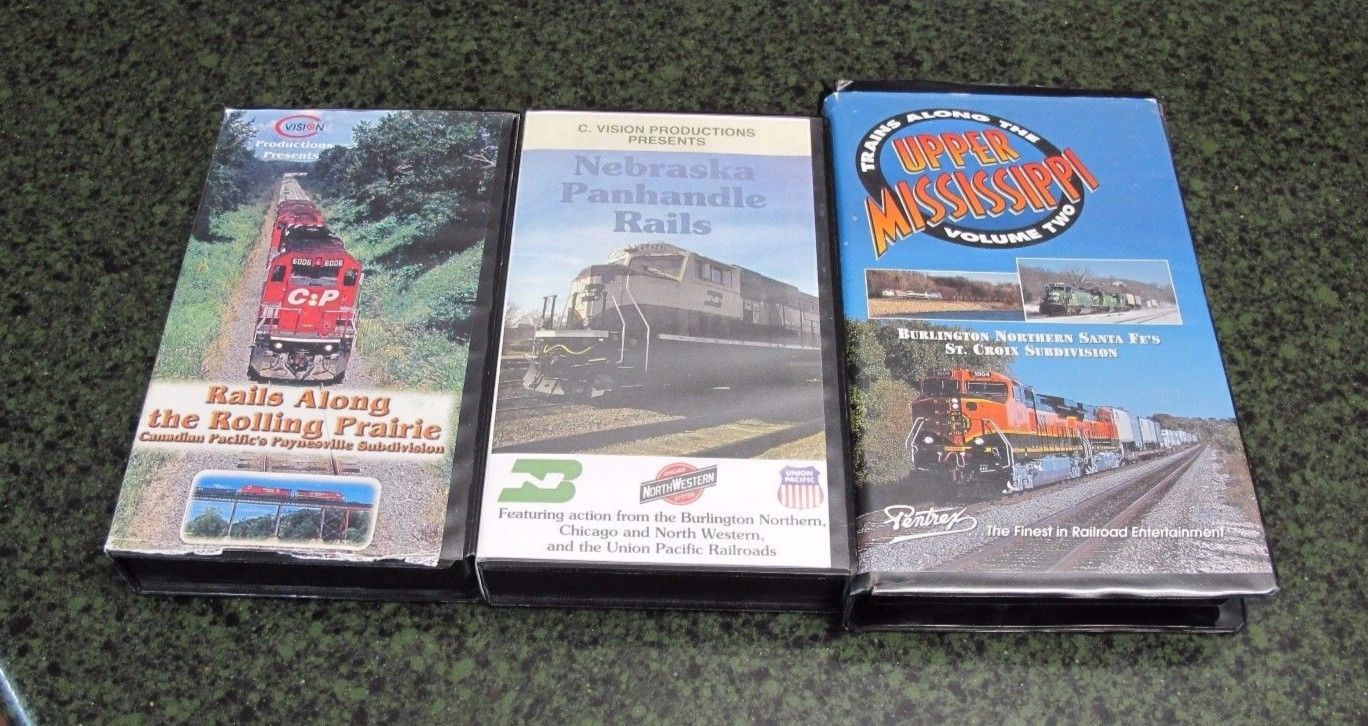 C VISION
Productions
Presents
6006 6006
CP
Rails Along
the Rolling Prairie
Canadian Pacific's Paynesville Subdivision
C. VISION PRODUCTIONS
PRESENTS
Nebraska
Panhandle
Rails
CHICAGO
NORTH WESTERN
SYSTEM
UNION
PACIFIC
Featuring action from the Burlington Northern,
Chicago and North Western,
and the Union Pacific Railroads
TRAINS ALONG THE
UPPER
MISSISSIPPI
VOLUME TWO
BURLINGTON NORTHERN SANTA FE'S
ST. CROIX SUBDIVISION
1004
Pentrex
The Finest in Railroad Entertainment